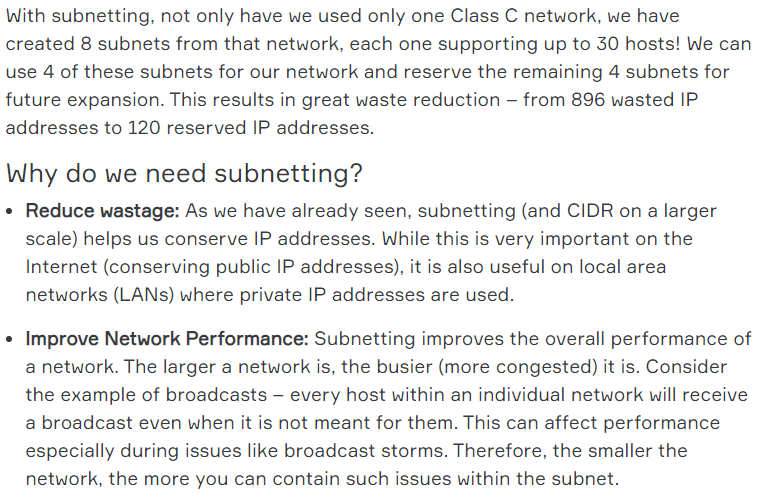 With subnetting, not only have we used only one Class C network, we have
created 8 subnets from that network, each one supporting up to 30 hosts! We can
use 4 of these subnets for our network and reserve the remaining 4 subnets for
future expansion. This results in great waste reduction – from 896 wasted IP
addresses to 120 reserved IP addresses.
Why do we need subnetting?
• Reduce wastage: As we have already seen, subnetting (and CIDR on a larger
scale) helps us conserve IP addresses. While this is very important on the
Internet (conserving public IP addresses), it is also useful on local area
networks (LANs) where private IP addresses are used.
• Improve Network Performance: Subnetting improves the overall performance of
a network. The larger a network is, the busier (more congested) it is. Consider
the example of broadcasts – every host within an individual network will receive
a broadcast even when it is not meant for them. This can affect performance
especially during issues like broadcast storms. Therefore, the smaller the
network, the more you can contain such issues within the subnet.